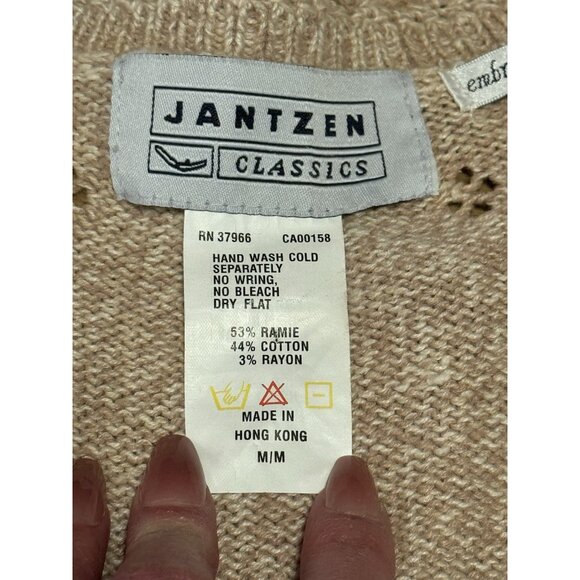 JANTZEN
CLASSICS
RN 37966 CA00158
HAND WASH COLD
SEPARATELY
NO WRING,
NO BLEACH
DRY FLAT
53% RAMIE
44% COTTON
3% RAYON
MADE IN
HONG KONG
M/M